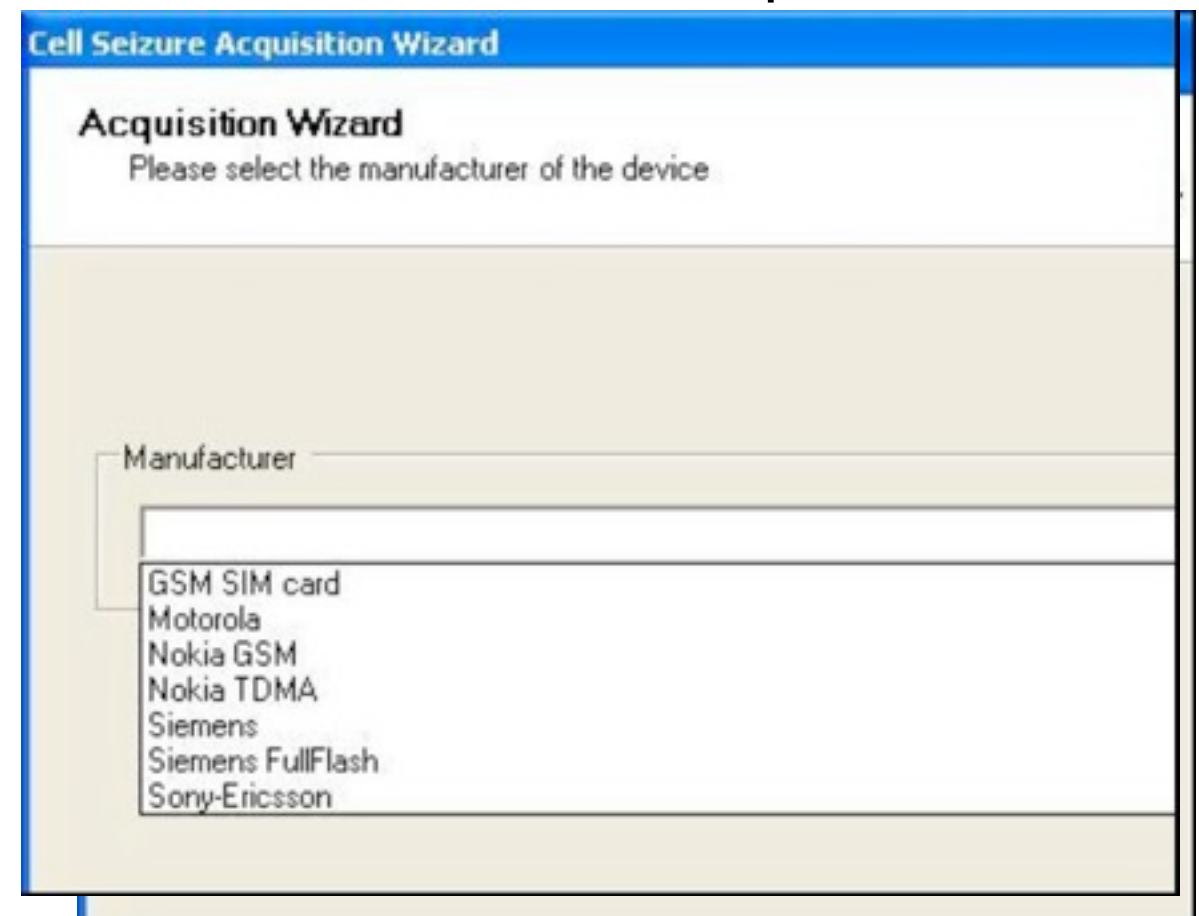 Cell Seizure Acquisition Wizard
Acquisition Wizard
Please select the manufacturer of the device
Manufacturer
GSM SIM card
Motorola
Nokia GSM
Nokia TDMA
Siemens
Siemens FullFlash
Sony-Ericsson